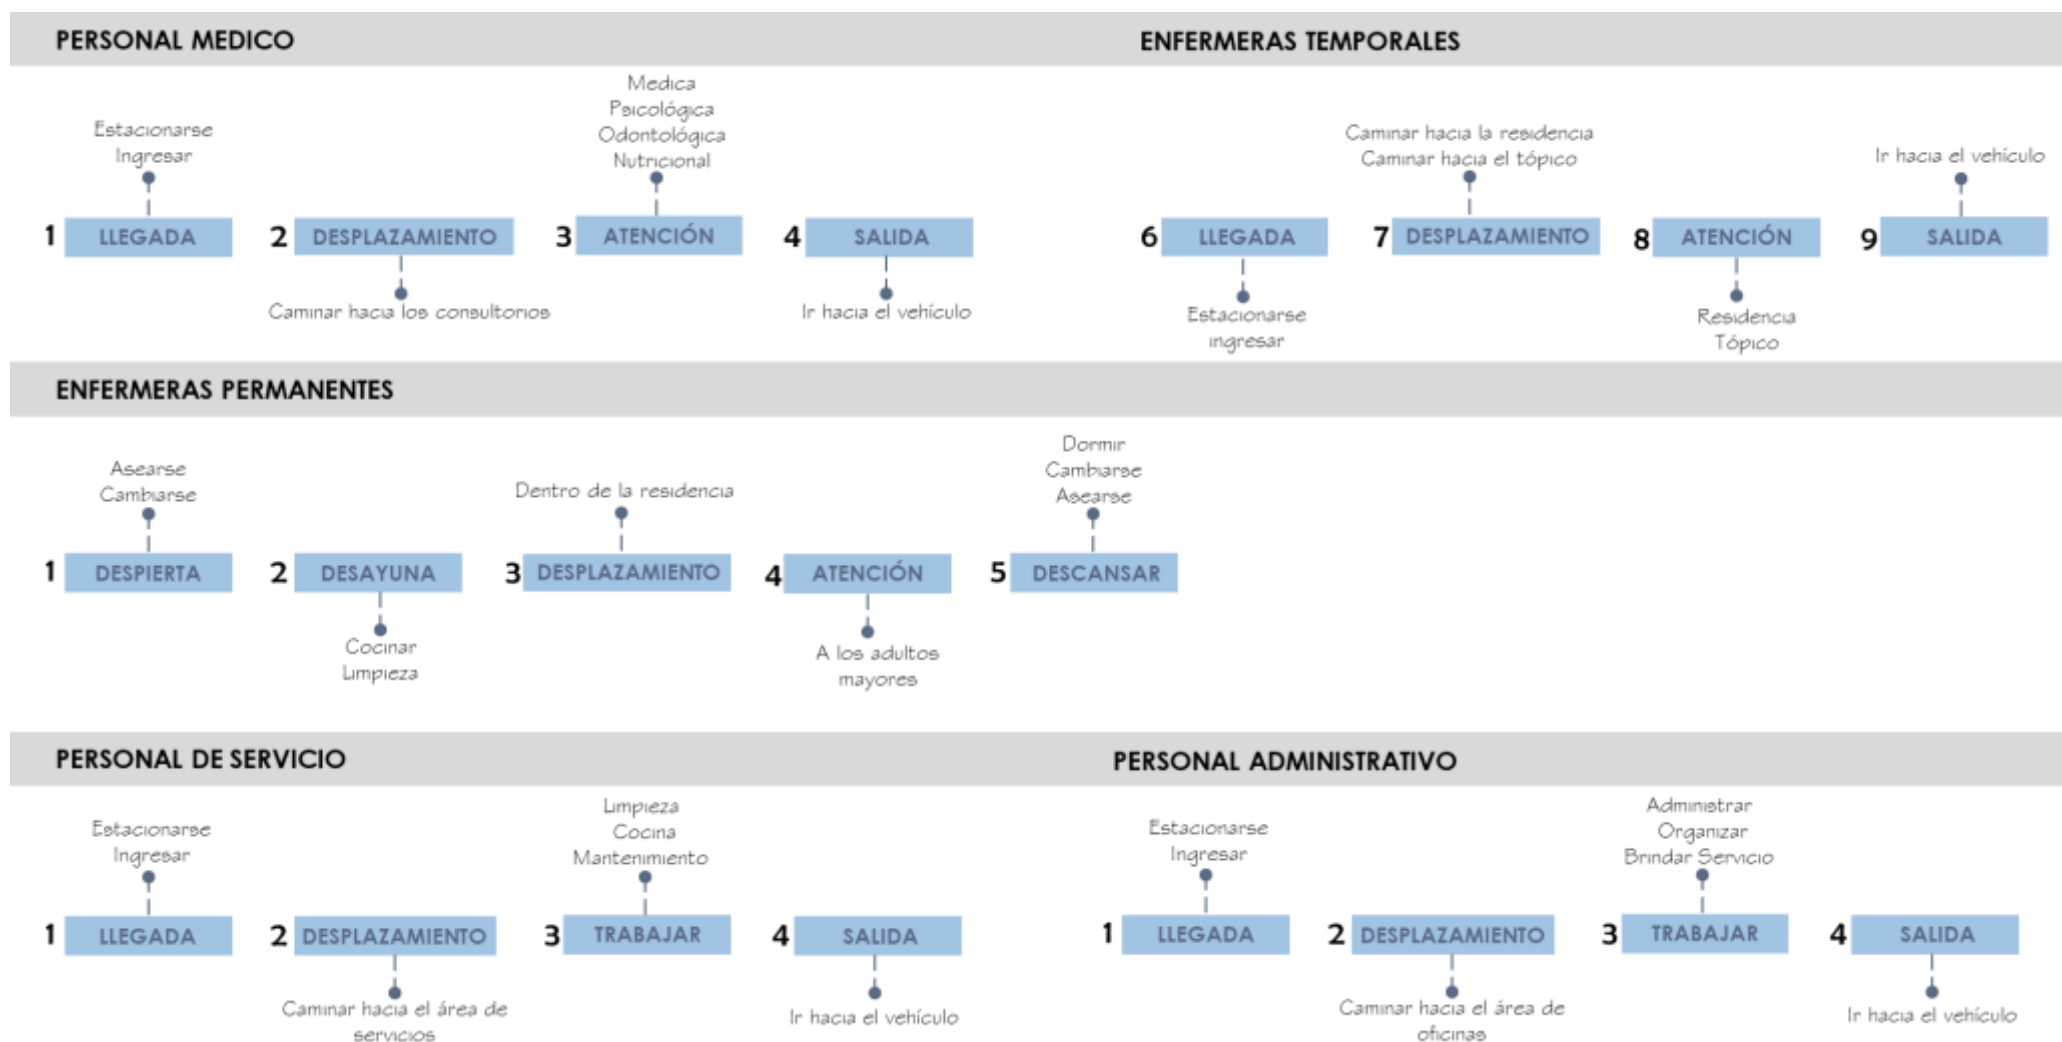 PERSONAL MEDICO
Estacionarse
Ingresar
1 LLEGADA
2 DESPLAZAMIENTO
Caminar hacia los consultorios
Medica
Psicológica
Odontológica
Nutricional
3 ATENCIÓN
4 SALIDA
Ir hacia el vehículo
ENFERMERAS TEMPORALES
6 LLEGADA
Estacionarse
ingresar
Caminar hacia la residencia
Caminar hacia el tópico
7 DESPLAZAMIENTO
8 ATENCIÓN
Residencia
Tópico
Ir hacia el vehículo
9 SALIDA
ENFERMERAS PERMANENTES
Asearse
Cambiarse
1 DESPIERTA
2 DESAYUNA
Cocinar
Limpieza
Dentro de la residencia
3 DESPLAZAMIENTO
4 ATENCIÓN
A los adultos
mayores
Dormir
Cambiarse
Asearse
5 DESCANSAR
PERSONAL DE SERVICIO
Estacionarse
Ingresar
1 LLEGADA
2 DESPLAZAMIENTO
Caminar hacia el área de
servicios
Limpieza
Cocina
Mantenimiento
3 TRABAJAR
4 SALIDA
Ir hacia el vehículo
PERSONAL ADMINISTRATIVO
Estacionarse
Ingresar
1 LLEGADA
2 DESPLAZAMIENTO
Caminar hacia el área de
oficinas
Administrar
Organizar
Brindar Servicio
3 TRABAJAR
4 SALIDA
Ir hacia el vehículo